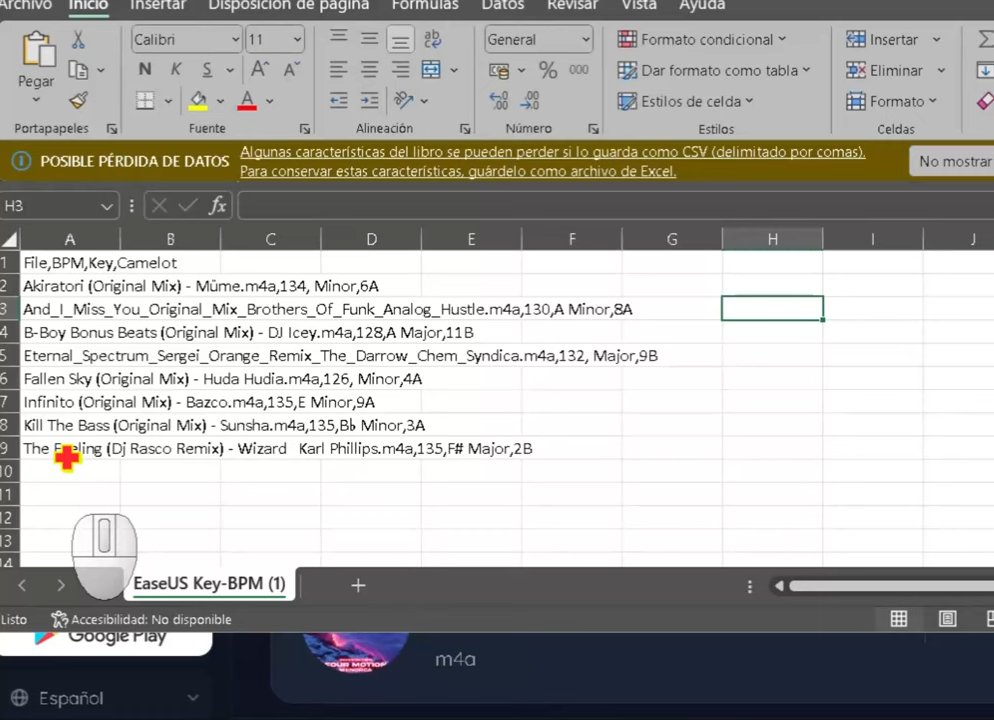 Archivo Inicio Insertar Disposición de página Fórmulas Datos Revisar Vista Ayuda
Calibri 11 General Formato condicional Insertar
Pegar N K S A A % 000 Dar formato como tabla Eliminar
Estilos de celda Formato
Portapapeles Fuente Alineación Número Estilos Celdas
POSIBLE PÉRDIDA DE DATOS Algunas características del libro se pueden perder si lo guarda como CSV (delimitado por comas). No mostrar
Para conservar estas características, guárdelo como archivo de Excel.
H3 fx
A B C D E F G H I J
1 File,BPM,Key,Camelot
2 Akiratori (Original Mix) - Mūme.m4a,134, Minor,6A
3 And_I_Miss_You_Original_Mix_Brothers_Of_Funk_Analog_Hustle.m4a,130,A Minor,8A
4 B-Boy Bonus Beats (Original Mix) - DJ Icey.m4a,128,A Major,11B
5 Eternal_Spectrum_Sergei_Orange_Remix_The_Darrow_Chem_Syndica.m4a,132, Major,9B
6 Fallen Sky (Original Mix) - Huda Hudia.m4a,126, Minor,4A
7 Infinito (Original Mix) - Bazco.m4a,135,E Minor,9A
8 Kill The Bass (Original Mix) - Sunsha.m4a,135,Bb Minor,3A
9 The Feeling (Dj Rasco Remix) - Wizard Karl Phillips.m4a,135,F# Major,2B
10
11
12
13
14
EaseUS Key-BPM (1)
Listo Accesibilidad: No disponible
Google Play
m4a
Español